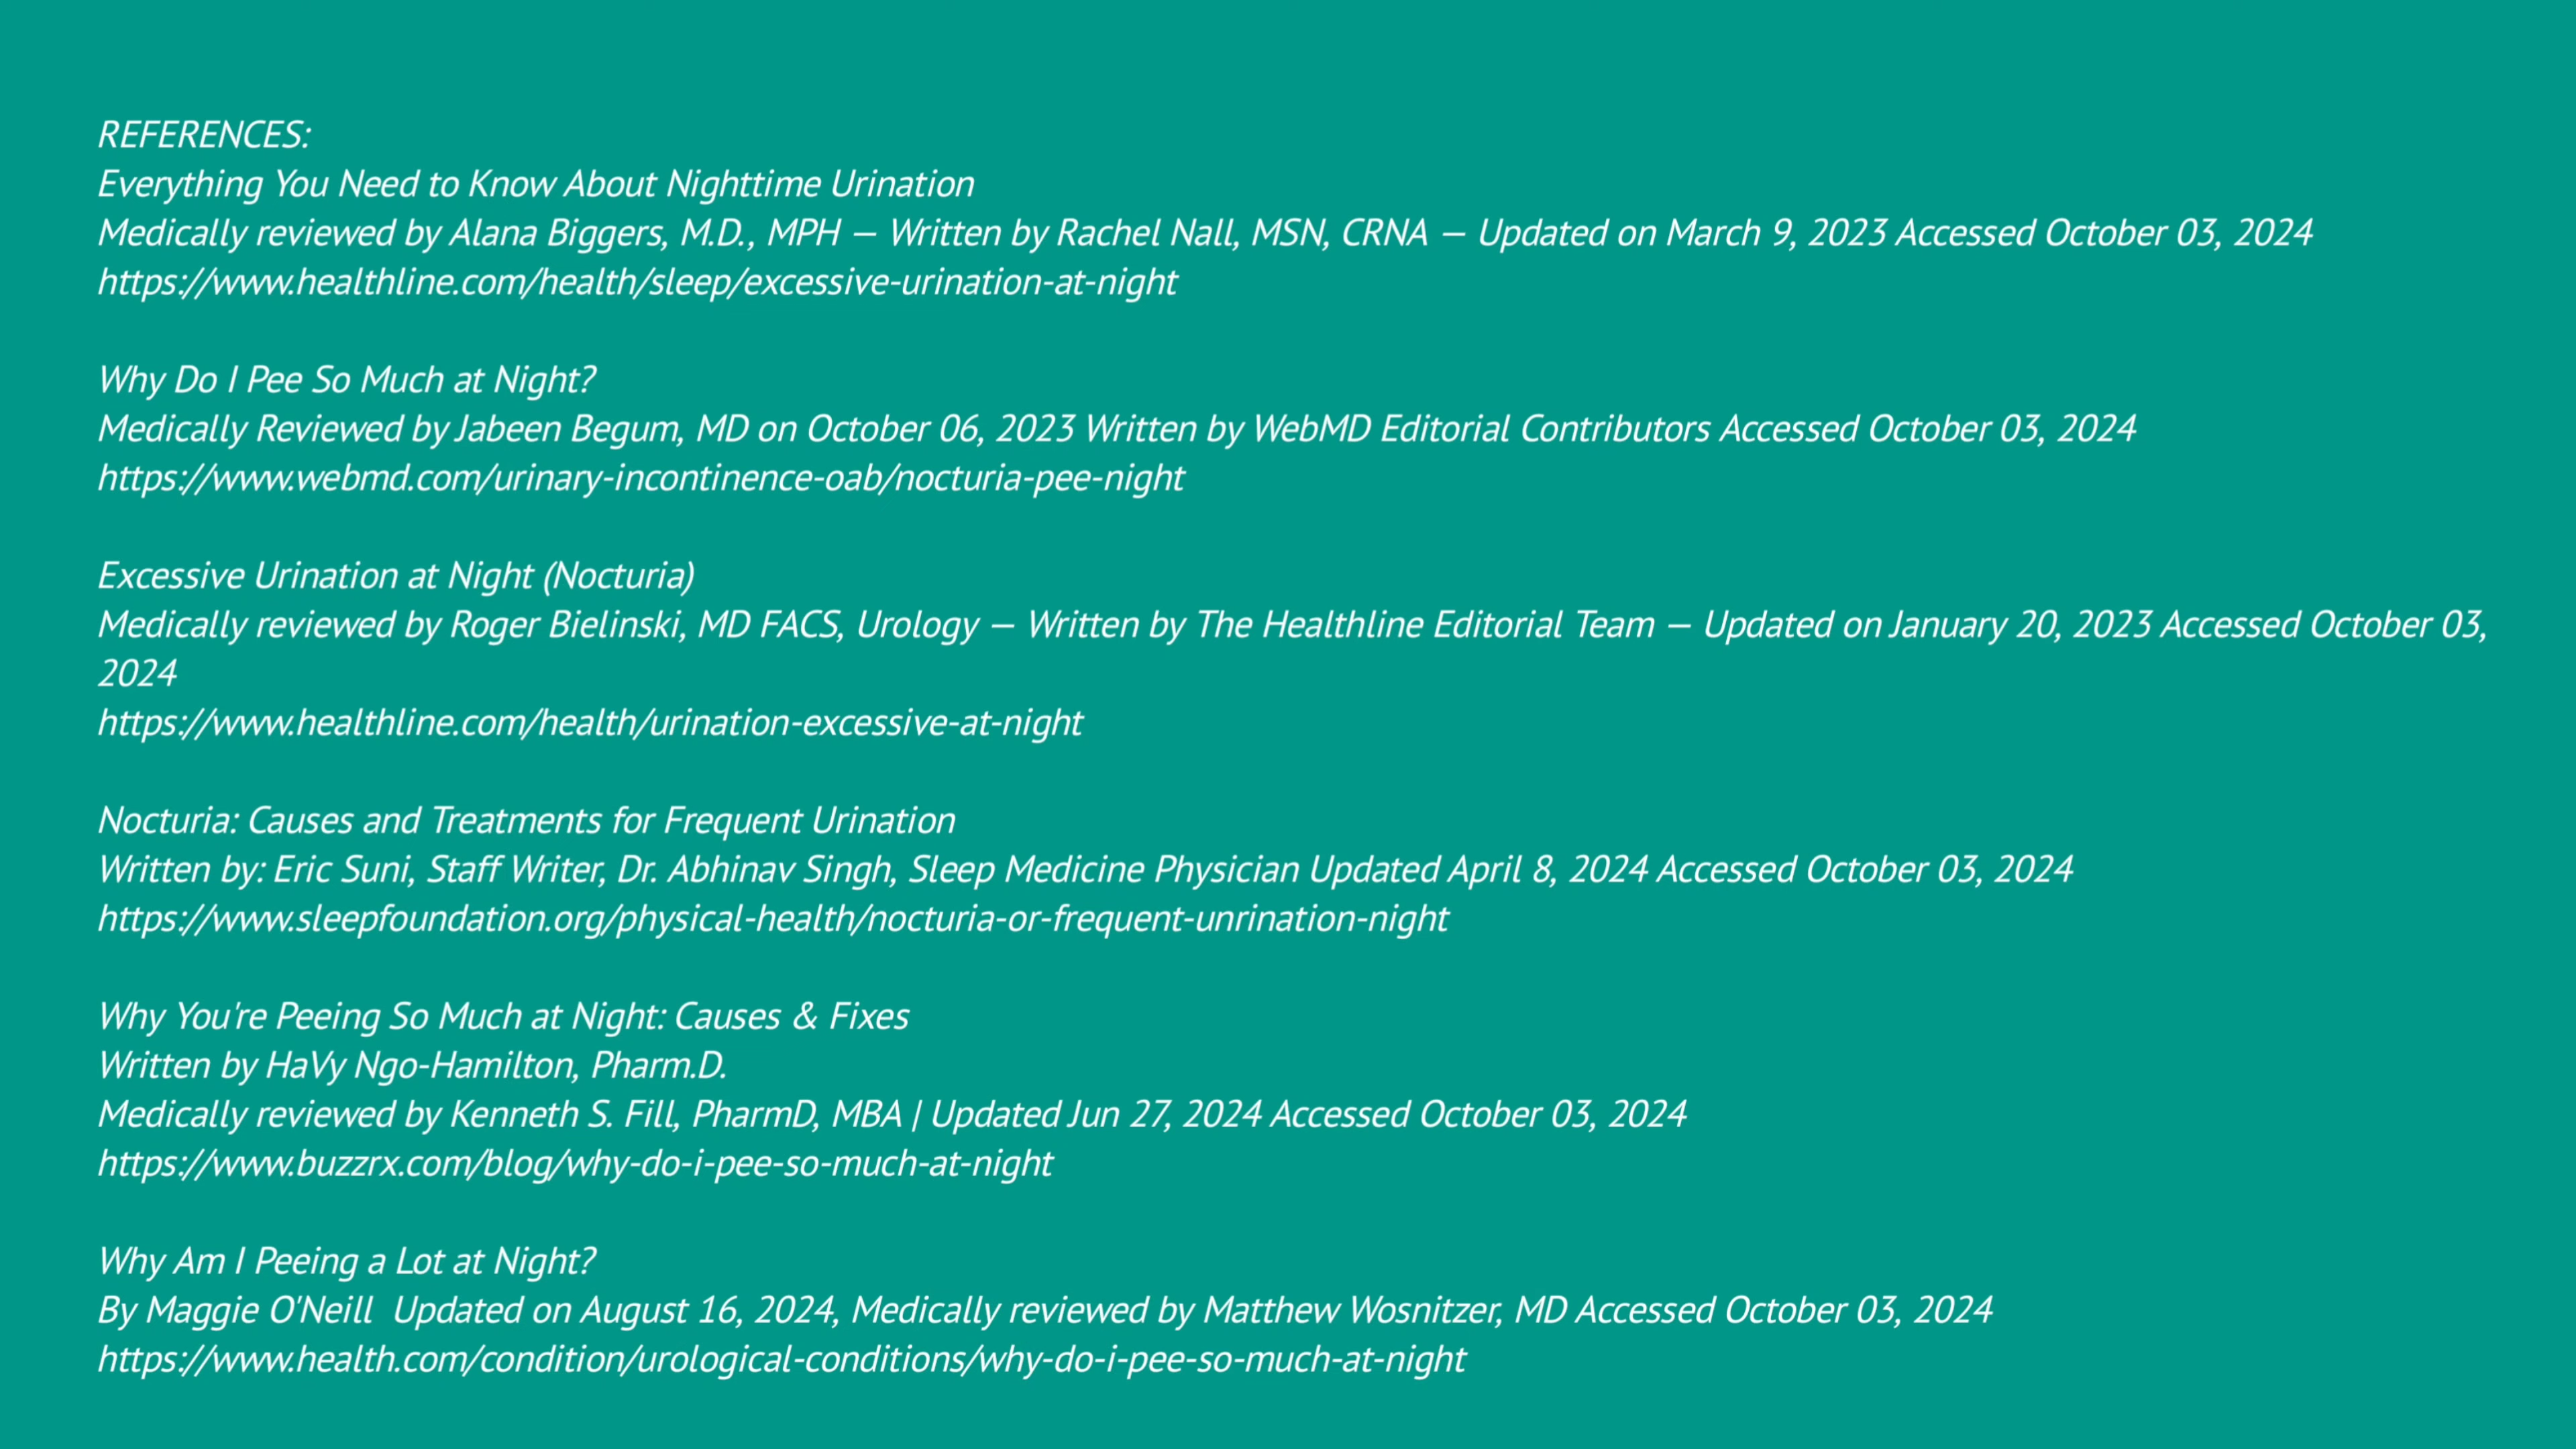 REFERENCES:
Everything You Need to Know About Nighttime Urination
Medically reviewed by Alana Biggers, M.D., MPH — Written by Rachel Nall, MSN, CRNA — Updated on March 9, 2023 Accessed October 03, 2024
https://www.healthline.com/health/sleep/excessive-urination-at-night
Why Do I Pee So Much at Night?
Medically Reviewed by Jabeen Begum, MD on October 06, 2023 Written by WebMD Editorial Contributors Accessed October 03, 2024
https://www.webmd.com/urinary-incontinence-oab/nocturia-pee-night
Excessive Urination at Night (Nocturia)
Medically reviewed by Roger Bielinski, MD FACS, Urology — Written by The Healthline Editorial Team — Updated on January 20, 2023 Accessed October 03,
2024
https://www.healthline.com/health/urination-excessive-at-night
Nocturia: Causes and Treatments for Frequent Urination
Written by: Eric Suni, Staff Writer, Dr. Abhinav Singh, Sleep Medicine Physician Updated April 8, 2024 Accessed October 03, 2024
https://www.sleepfoundation.org/physical-health/nocturia-or-frequent-unrination-night
Why You're Peeing So Much at Night: Causes & Fixes
Written by HaVy Ngo-Hamilton, Pharm.D.
Medically reviewed by Kenneth S. Fill, PharmD, MBA | Updated Jun 27, 2024 Accessed October 03, 2024
https://www.buzzrx.com/blog/why-do-i-pee-so-much-at-night
Why Am I Peeing a Lot at Night?
By Maggie O'Neill  Updated on August 16, 2024, Medically reviewed by Matthew Wosnitzer, MD Accessed October 03, 2024
https://www.health.com/condition/urological-conditions/why-do-i-pee-so-much-at-night